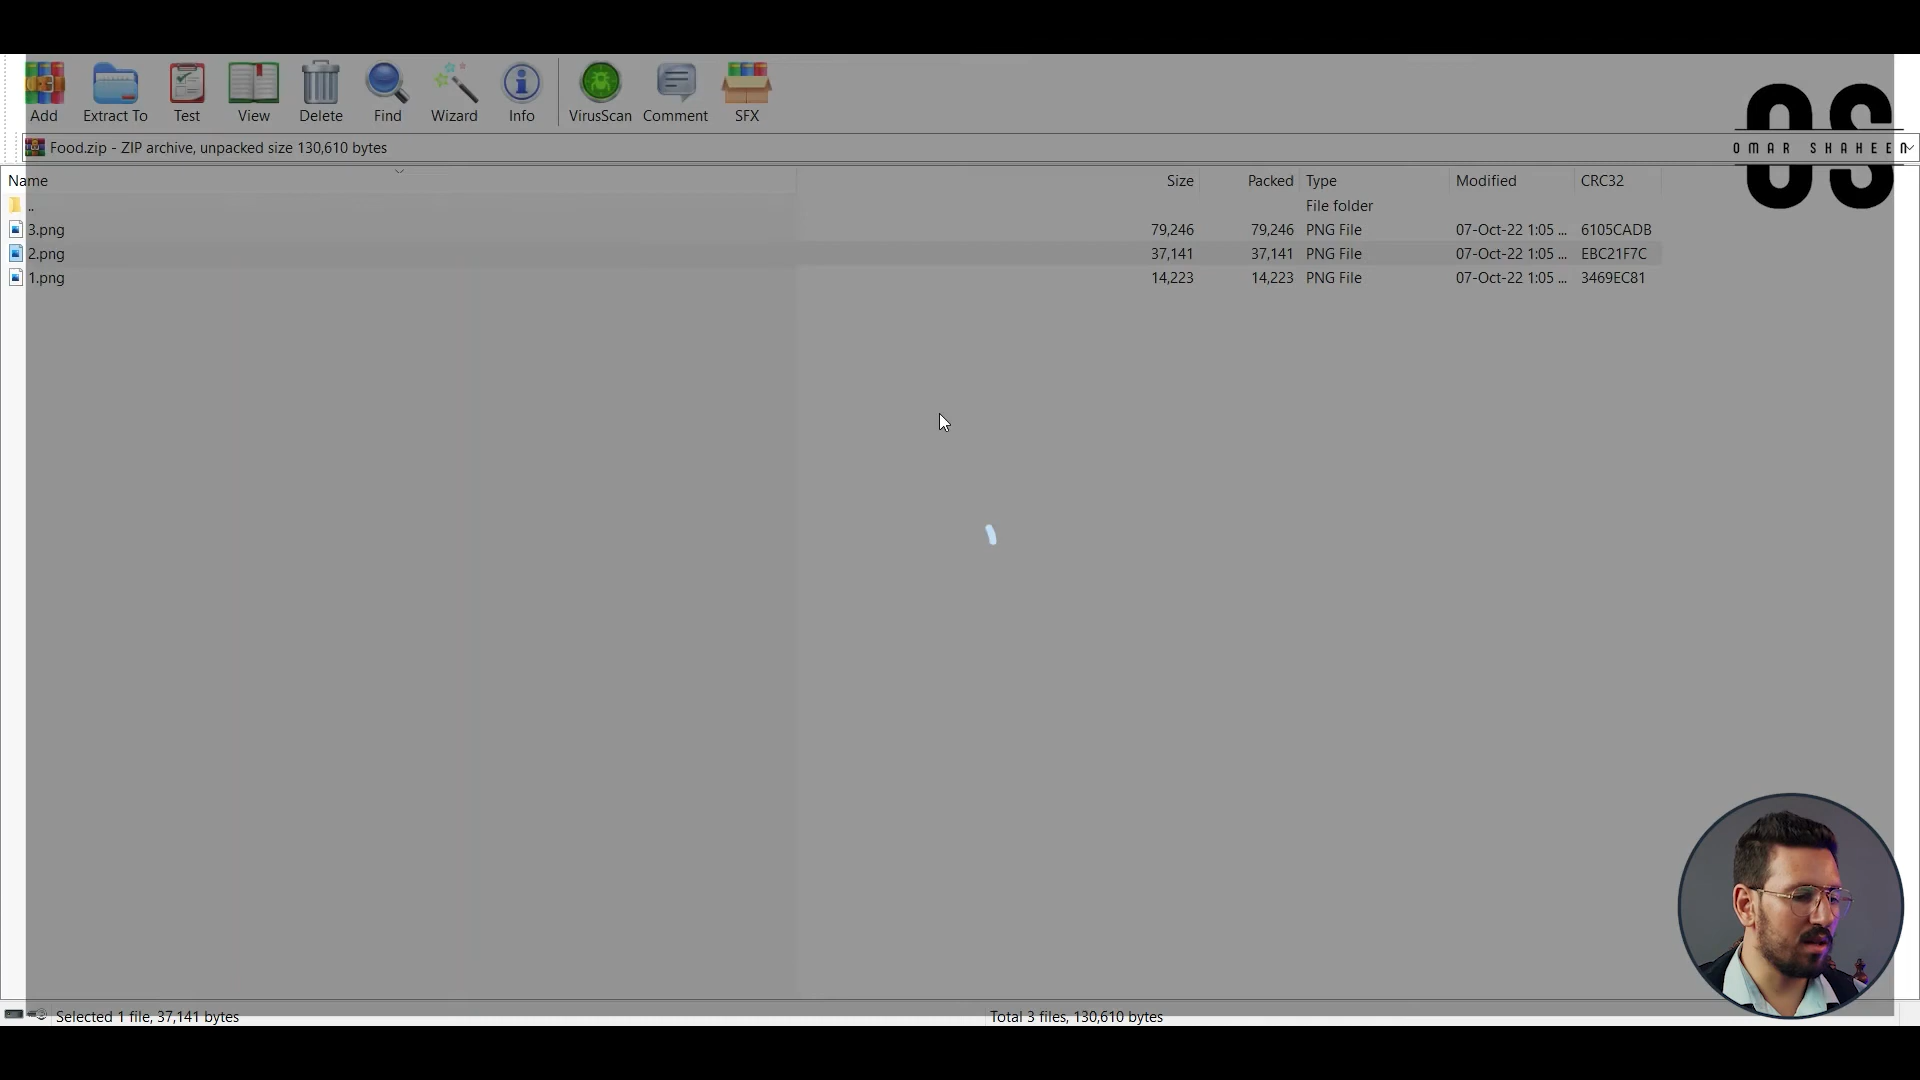 Add Extract To Test View Delete Find Wizard Info VirusScan Comment SFX
OS
OMAR SHAHEEN
Food.zip - ZIP archive, unpacked size 130,610 bytes
Name Size Packed Type Modified CRC32
.. File folder
3.png 79,246 79,246 PNG File 07-Oct-22 1:05 ... 6105CADB
2.png 37,141 37,141 PNG File 07-Oct-22 1:05 ... EBC21F7C
1.png 14,223 14,223 PNG File 07-Oct-22 1:05 ... 3469EC81
Selected 1 file, 37,141 bytes Total 3 files, 130,610 bytes